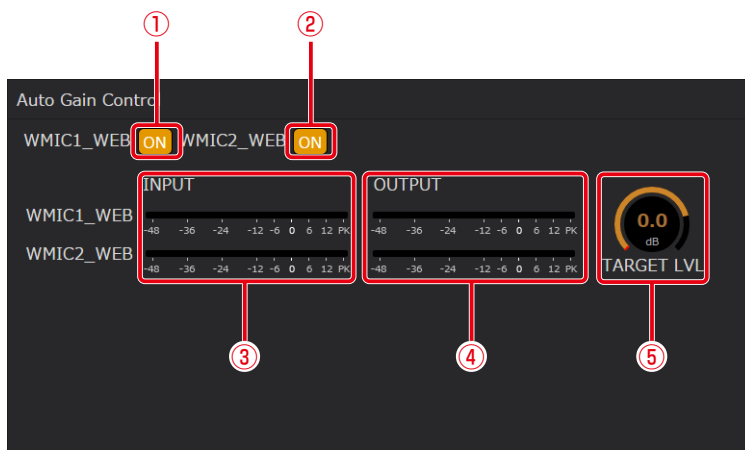 ① ②
Auto Gain Control
WMIC1_WEB ON WMIC2_WEB ON
INPUT OUTPUT
WMIC1_WEB
-48 -36 -24 -12 -6 0 6 12 PK -48 -36 -24 -12 -6 0 6 12 PK
0.0
dB
WMIC2_WEB
-48 -36 -24 -12 -6 0 6 12 PK -48 -36 -24 -12 -6 0 6 12 PK
TARGET LVL
③ ④ ⑤